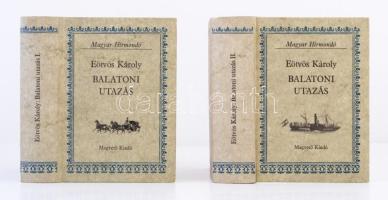 Eötvös Károly: Balatoni utazás I.
Magyar Hírmondó
Eötvös Károly
BALATONI
UTAZÁS
Magvető Kiadó
Eötvös Károly: Balatoni utazás II.
Magyar Hírmondó
Eötvös Károly
BALATONI
UTAZÁS
Magvető Kiadó